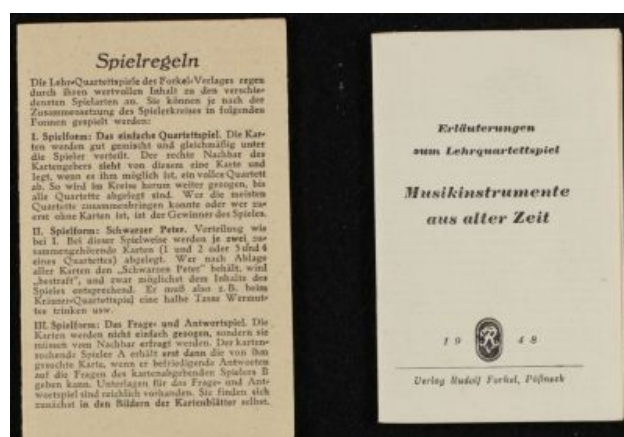 Spielregeln
Die Lehr-Quartettspiele des Forkel-Verlages regen
durch ihren wertvollen Inhalt zu den verschie-
densten Spielarten an. Sie können je nach der
Zusammensetzung des Spielerkreises in folgenden
Formen gespielt werden:
I. Spielform: Das einfache Quartettspiel. Die Kar-
ten werden gut gemischt und gleichmäßig unter
die Spieler verteilt. Der rechte Nachbar des
Kartengebers zieht von diesem eine Karte und
legt, wenn es ihm möglich ist, ein volles Quartett
ab. So wird im Kreise herum weiter gezogen, bis
alle Quartette abgelegt sind. Wer die meisten
Quartette zusammenbringen konnte oder wer zu-
erst ohne Karten ist, ist der Gewinner des Spieles.
II. Spielform: Schwarzer Peter. Verteilung wie
bei I. Bei dieser Spielweise werden je zwei zu-
sammengehörende Karten (1 und 2 oder 3 und 4
eines Quartettes) abgelegt. Wer nach Ablage
aller Karten den „Schwarzen Peter" behält, wird
„bestraft", und zwar möglichst dem Inhalte des
Spieles entsprechend. Er muß also z. B. beim
Kräuter-Quartettspiel eine halbe Tasse Wermut-
tee trinken usw.
III. Spielform: Das Frage- und Antwortspiel. Die
Karten werden nicht einfach gezogen, sondern sie
müssen vom Nachbar erfragt werden. Der karten-
suchende Spieler A erhält erst dann die von ihm
gesuchte Karte, wenn er befriedigende Antworten
auf die Fragen des kartenabgebenden Spielers B
geben kann. Unterlagen für das Frage- und Ant-
wortspiel sind reichlich vorhanden. Sie finden sich
zunächst in den Bildern der Kartenblätter selbst.
Erläuterungen
zum Lehrquartettspiel
Musikinstrumente
aus alter Zeit
1948
Verlag Rudolf Forkel, Pößneck